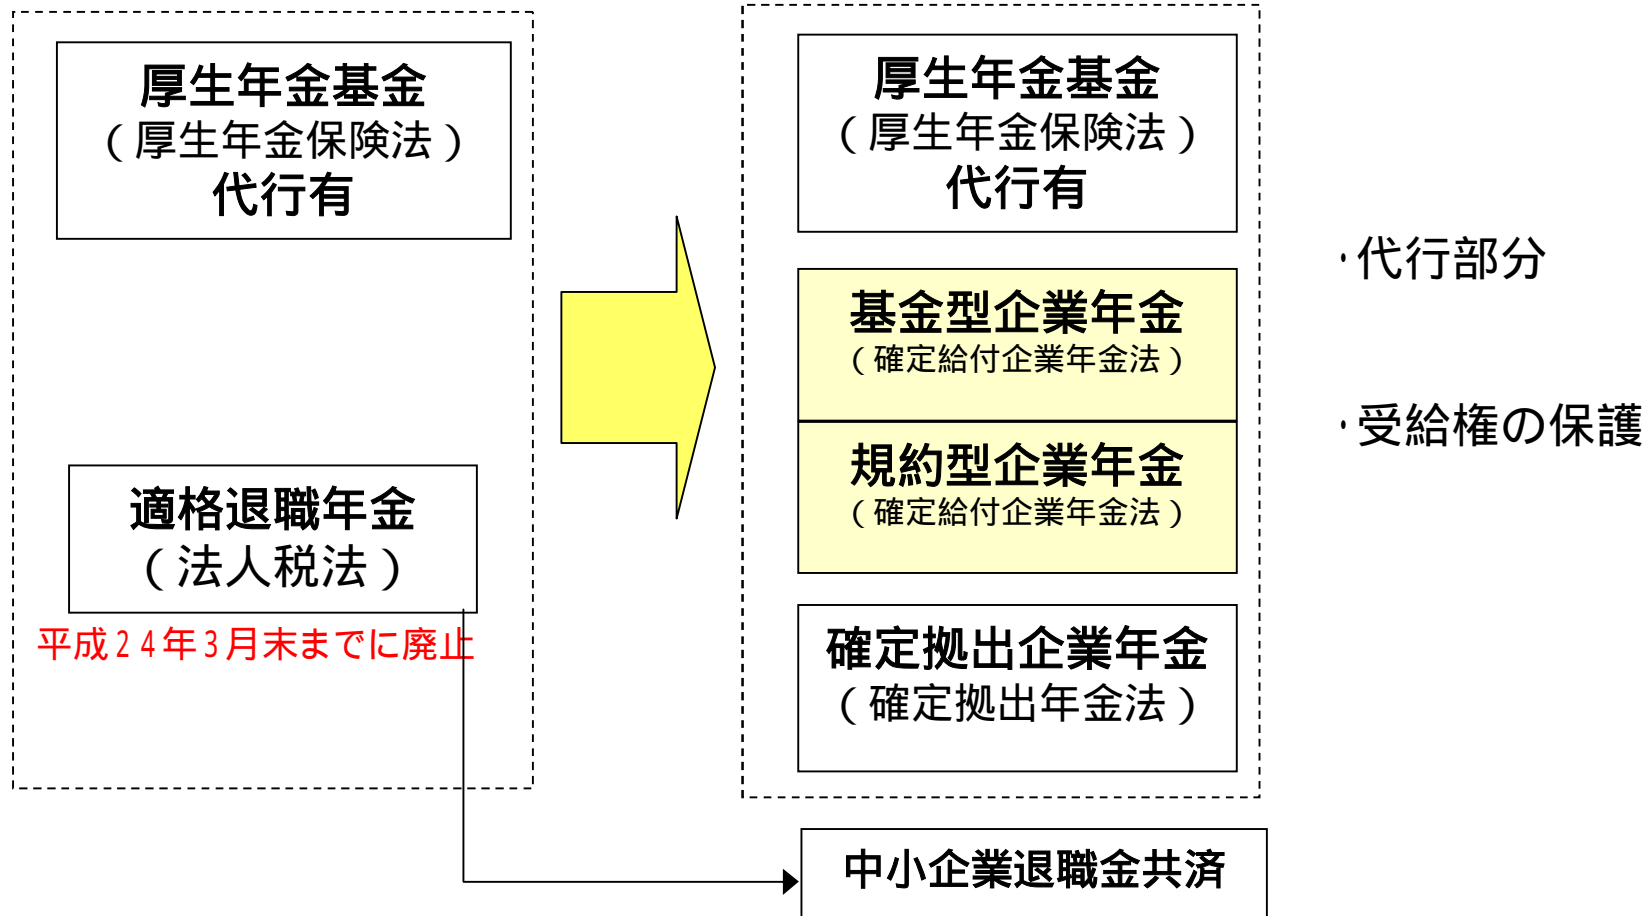 厚生年金基金
（厚生年金保険法）
代行有
適格退職年金
（法人税法）
平成２４年３月末までに廃止
厚生年金基金
（厚生年金保険法）
代行有
基金型企業年金
（確定給付企業年金法）
規約型企業年金
（確定給付企業年金法）
確定拠出企業年金
（確定拠出年金法）
中小企業退職金共済
・代行部分
・受給権の保護